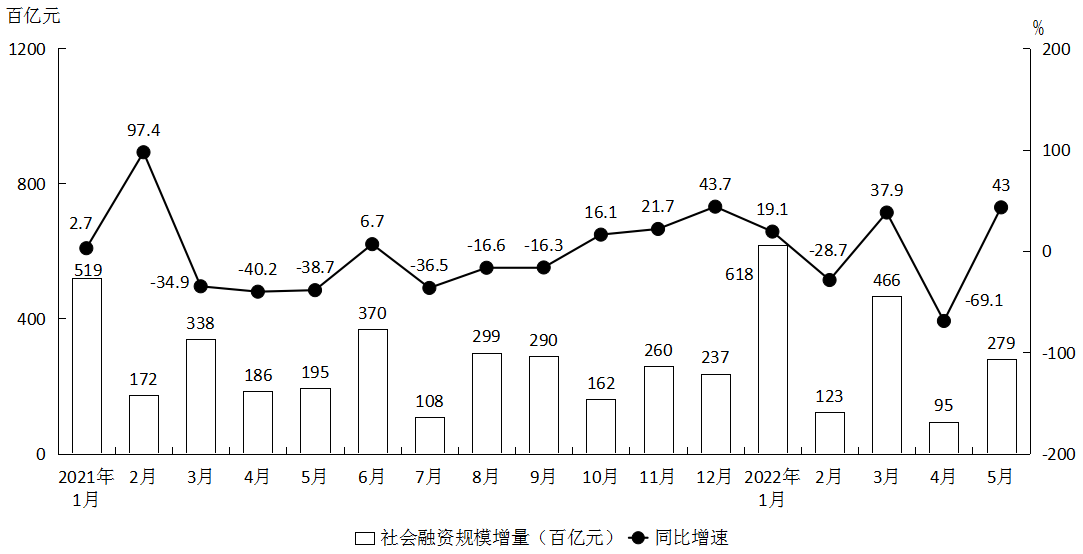 百亿元
%
1200
200
97.4
100
800
2.7
6.7
16.1
21.7
43.7
19.1
37.9
43
0
519
-34.9
-40.2
-38.7
-36.5
-16.6
-16.3
618
-28.7
466
-69.1
400
338
370
299
290
260
237
279
-100
172
186
195
108
162
123
95
0
-200
2021年
1月
2月
3月
4月
5月
6月
7月
8月
9月
10月
11月
12月
2022年
1月
2月
3月
4月
5月
社会融资规模增量（百亿元）
同比增速